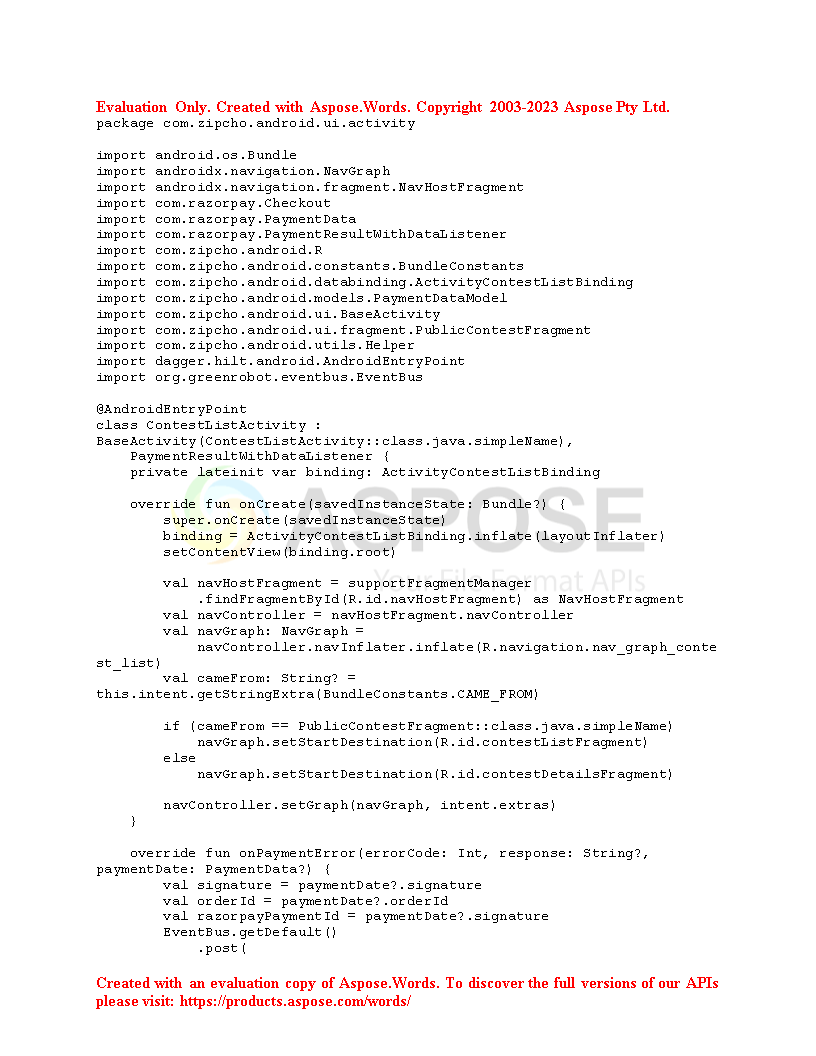 Evaluation Only. Created with Aspose.Words. Copyright 2003-2023 Aspose Pty Ltd.
package com.zipcho.android.ui.activity

import android.os.Bundle
import androidx.navigation.NavGraph
import androidx.navigation.fragment.NavHostFragment
import com.razorpay.Checkout
import com.razorpay.PaymentData
import com.razorpay.PaymentResultWithDataListener
import com.zipcho.android.R
import com.zipcho.android.constants.BundleConstants
import com.zipcho.android.databinding.ActivityContestListBinding
import com.zipcho.android.models.PaymentDataModel
import com.zipcho.android.ui.BaseActivity
import com.zipcho.android.ui.fragment.PublicContestFragment
import com.zipcho.android.utils.Helper
import dagger.hilt.android.AndroidEntryPoint
import org.greenrobot.eventbus.EventBus

@AndroidEntryPoint
class ContestListActivity :
BaseActivity(ContestListActivity::class.java.simpleName),
    PaymentResultWithDataListener {
    private lateinit var binding: ActivityContestListBinding

    override fun onCreate(savedInstanceState: Bundle?) {
        super.onCreate(savedInstanceState)
        binding = ActivityContestListBinding.inflate(layoutInflater)
        setContentView(binding.root)
ASPOSE
Your File Format APIs

        val navHostFragment = supportFragmentManager
            .findFragmentById(R.id.navHostFragment) as NavHostFragment
        val navController = navHostFragment.navController
        val navGraph: NavGraph =
            navController.navInflater.inflate(R.navigation.nav_graph_conte
st_list)
        val cameFrom: String? =
this.intent.getStringExtra(BundleConstants.CAME_FROM)

        if (cameFrom == PublicContestFragment::class.java.simpleName)
            navGraph.setStartDestination(R.id.contestListFragment)
        else
            navGraph.setStartDestination(R.id.contestDetailsFragment)

        navController.setGraph(navGraph, intent.extras)
    }

    override fun onPaymentError(errorCode: Int, response: String?,
paymentDate: PaymentData?) {
        val signature = paymentDate?.signature
        val orderId = paymentDate?.orderId
        val razorpayPaymentId = paymentDate?.signature
        EventBus.getDefault()
            .post(

Created with an evaluation copy of Aspose.Words. To discover the full versions of our APIs
please visit: https://products.aspose.com/words/